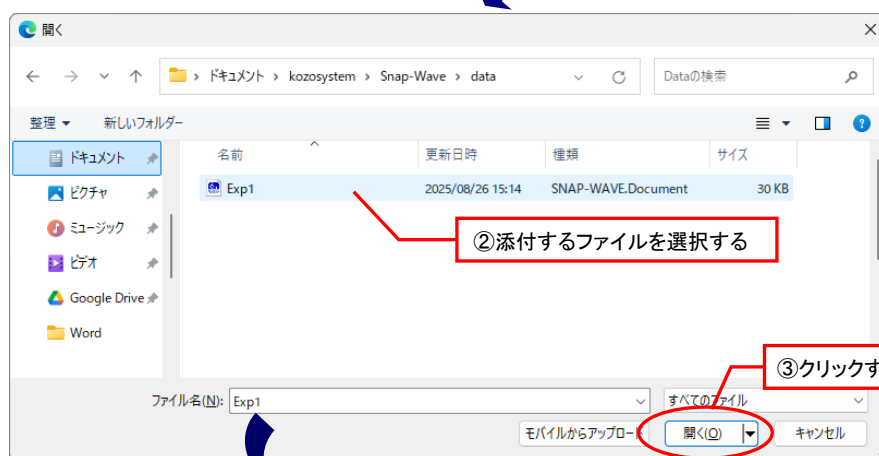 開く
ドキュメント › kozosystem › Snap-Wave › data
Dataの検索
整理 新しいフォルダー
名前 更新日時 種類 サイズ
ドキュメント
Exp1 2025/08/26 15:14 SNAP-WAVE.Document 30 KB
ピクチャ
ミュージック
②添付するファイルを選択する
ビデオ
Google Drive
Word
③クリックす
ファイル名(N): Exp1 すべてのファイル
モバイルからアップロード 開く(O) キャンセル